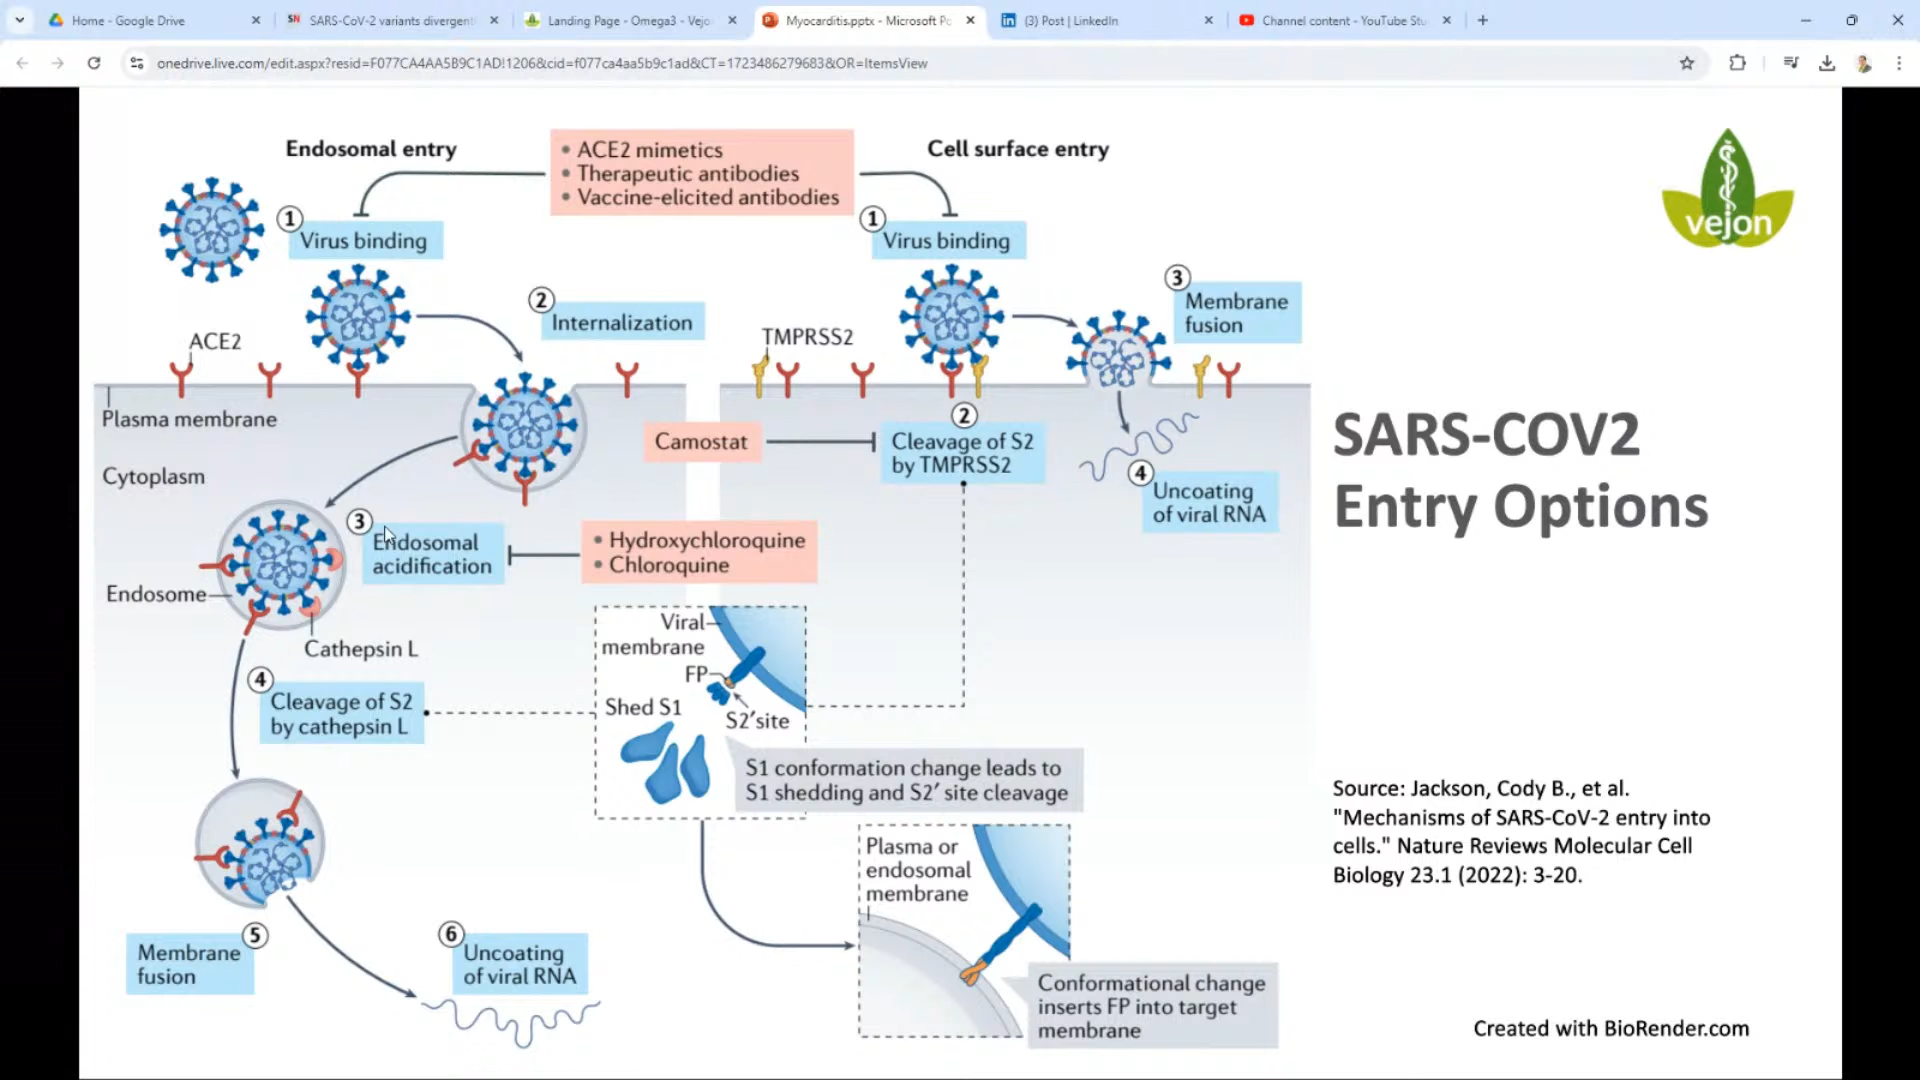 Home - Google Drive
SARS-CoV-2 variants divergent
Landing Page - Omega3 - Vejo
Myocarditis.pptx - Microsoft Po
(3) Post | LinkedIn
Channel content - YouTube Stu
onedrive.live.com/edit.aspx?resid=F077CA4AA5B9C1AD!1206&cid=f077ca4aa5b9c1ad&CT=1723486279683&OR=ItemsView
Endosomal entry
• ACE2 mimetics
• Therapeutic antibodies
• Vaccine-elicited antibodies
Cell surface entry
vejon
1
Virus binding
1
Virus binding
2
Internalization
3
Membrane
fusion
ACE2
TMPRSS2
Plasma membrane
Cytoplasm
Camostat
2
Cleavage of S2
by TMPRSS2
4
Uncoating
of viral RNA
SARS-COV2
Entry Options
3
Endosomal
acidification
• Hydroxychloroquine
• Chloroquine
Endosome
Cathepsin L
4
Cleavage of S2
by cathepsin L
Viral
membrane
FP
Shed S1
S2′ site
S1 conformation change leads to
S1 shedding and S2′ site cleavage
Source: Jackson, Cody B., et al.
"Mechanisms of SARS-CoV-2 entry into
cells." Nature Reviews Molecular Cell
Biology 23.1 (2022): 3-20.
Plasma or
endosomal
membrane
5
Membrane
fusion
6
Uncoating
of viral RNA
Conformational change
inserts FP into target
membrane
Created with BioRender.com